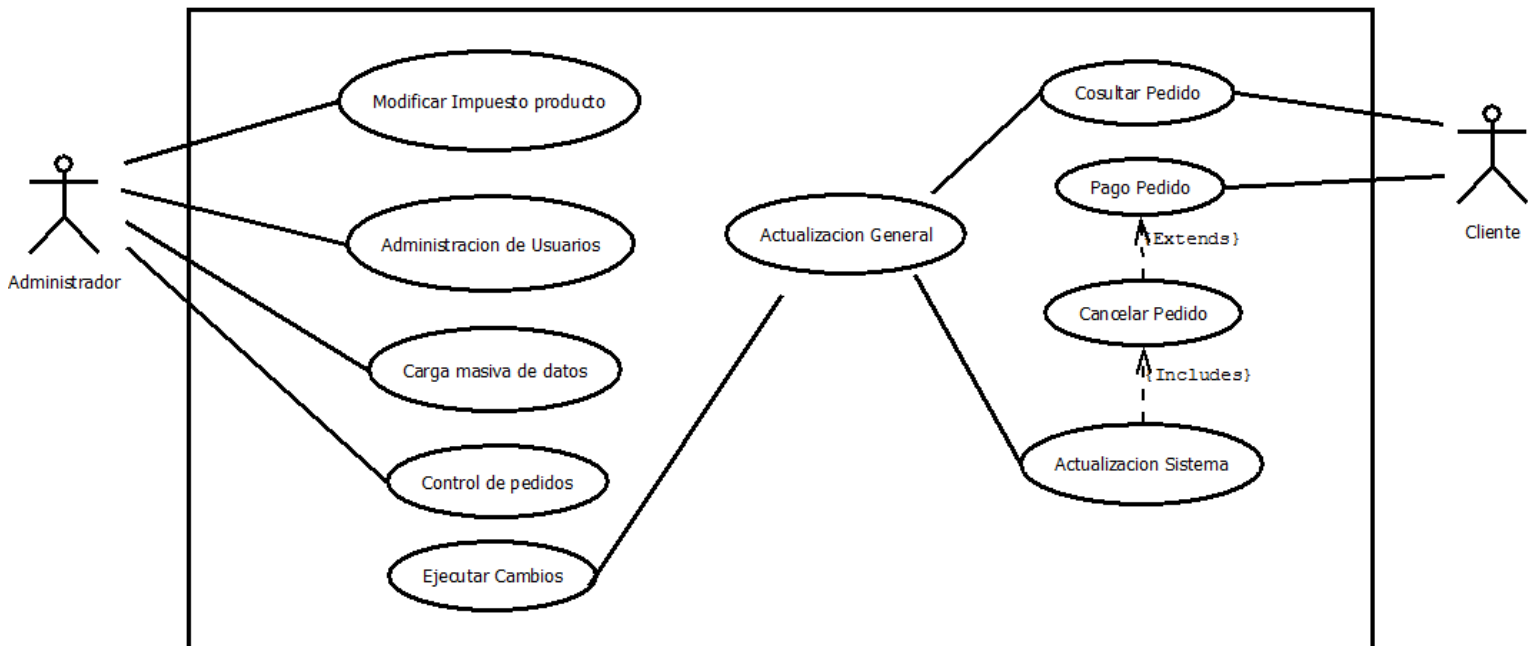 Modificar Impuesto producto
Cosultar Pedido
Pago Pedido
Administracion de Usuarios
Actualizacion General
{Extends}
Cliente
Administrador
Cancelar Pedido
Carga masiva de datos
{Includes}
Actualizacion Sistema
Control de pedidos
Ejecutar Cambios